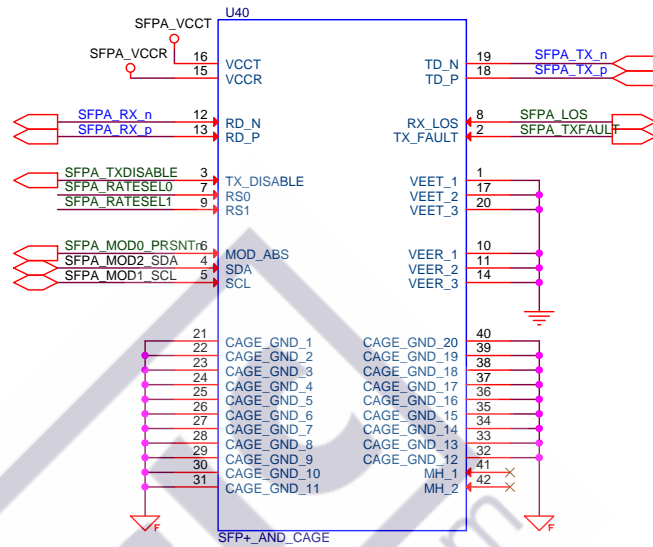 U40
SFPA_VCCT
SFPA_VCCR
16 VCCT TD_N 19 SFPA_TX_n
15 VCCR TD_P 18 SFPA_TX_p
SFPA_RX_n 12 RD_N RX_LOS 8 SFPA_LOS
SFPA_RX_p 13 RD_P TX_FAULT 2 SFPA_TXFAULT
SFPA_TXDISABLE 3 TX_DISABLE VEET_1 1
SFPA_RATESEL0 7 RS0 VEET_2 17
SFPA_RATESEL1 9 RS1 VEET_3 20
SFPA_MOD0_PRSNTn 6 MOD_ABS VEER_1 10
SFPA_MOD2_SDA 4 SDA VEER_2 11
SFPA_MOD1_SCL 5 SCL VEER_3 14
21 CAGE_GND_1 CAGE_GND_20 40
22 CAGE_GND_2 CAGE_GND_19 39
23 CAGE_GND_3 CAGE_GND_18 38
24 CAGE_GND_4 CAGE_GND_17 37
25 CAGE_GND_5 CAGE_GND_16 36
26 CAGE_GND_6 CAGE_GND_15 35
27 CAGE_GND_7 CAGE_GND_14 34
28 CAGE_GND_8 CAGE_GND_13 33
29 CAGE_GND_9 CAGE_GND_12 32
30 CAGE_GND_10 MH_1 41
31 CAGE_GND_11 MH_2 42
F F
SFP+_AND_CAGE